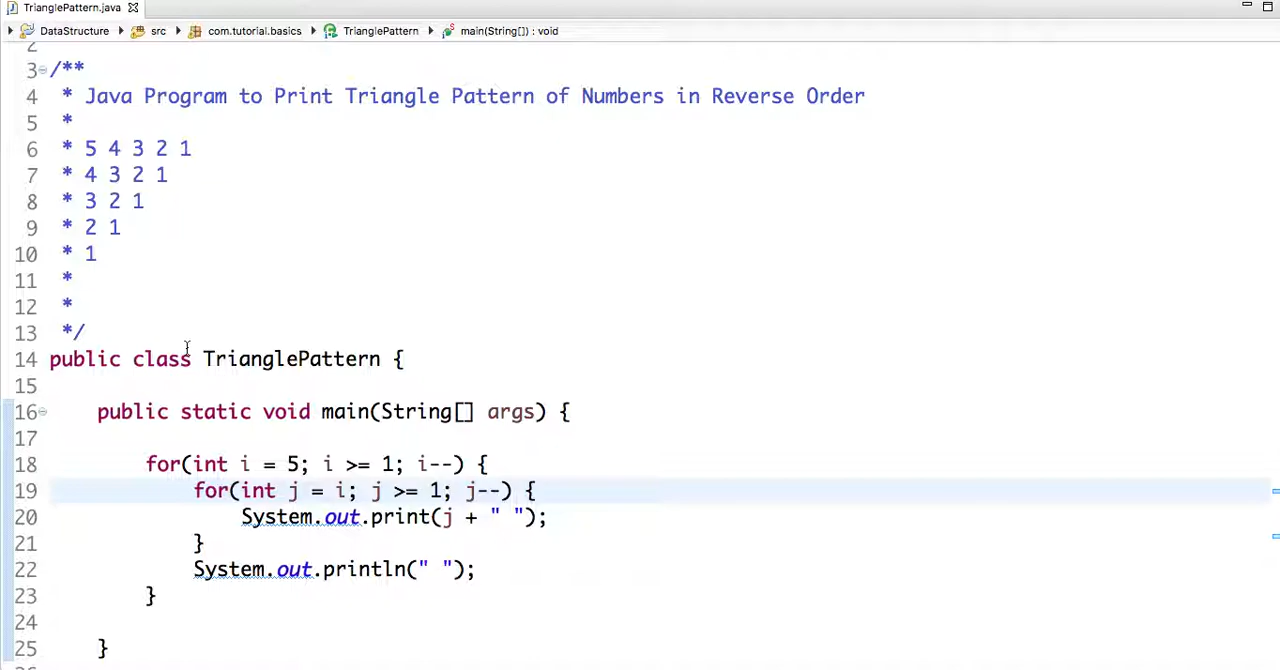 TrianglePattern.java
DataStructure src com.tutorial.basics TrianglePattern main(String[]) : void
2
3 /**
4 * Java Program to Print Triangle Pattern of Numbers in Reverse Order
5 *
6 * 5 4 3 2 1
7 * 4 3 2 1
8 * 3 2 1
9 * 2 1
10 * 1
11 *
12 *
13 */
14 public class TrianglePattern {
15
16 public static void main(String[] args) {
17
18 for(int i = 5; i >= 1; i--) {
19 for(int j = i; j >= 1; j--) {
20 System.out.print(j + " ");
21 }
22 System.out.println(" ");
23 }
24
25 }